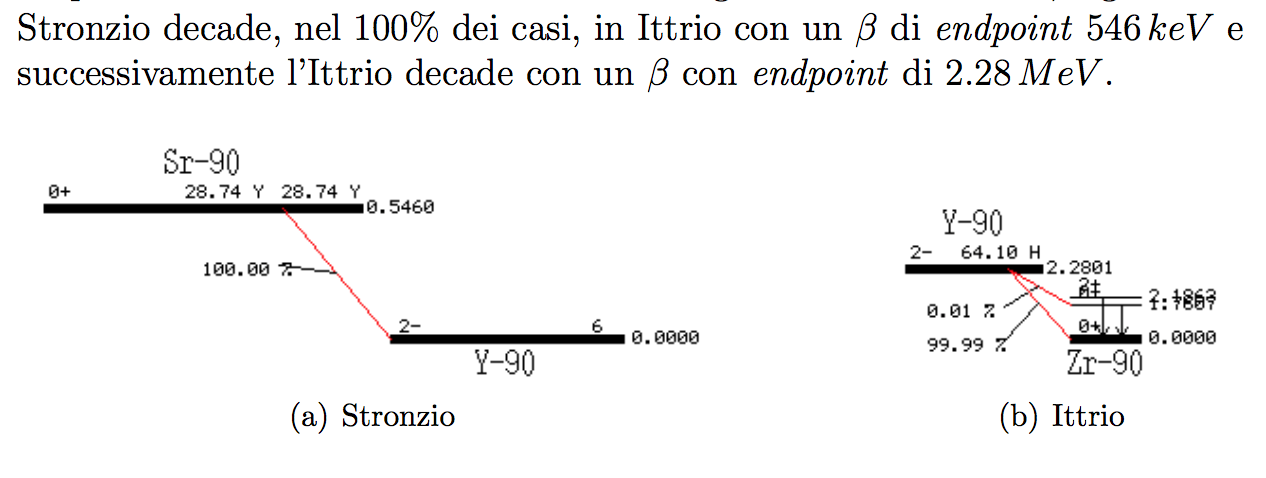 Stronzio decade, nel 100% dei casi, in Ittrio con un β di endpoint 546 keV e
successivamente l'Ittrio decade con un β con endpoint di 2.28 MeV.
Sr-90
0+ 28.74 Y 28.74 Y
0.5460
100.00 %
2- 6
0.0000
Y-90
(a) Stronzio
Y-90
2- 64.10 H
2.2801
2.1862
0.01 %
0+
0.0000
99.99 %
Zr-90
(b) Ittrio